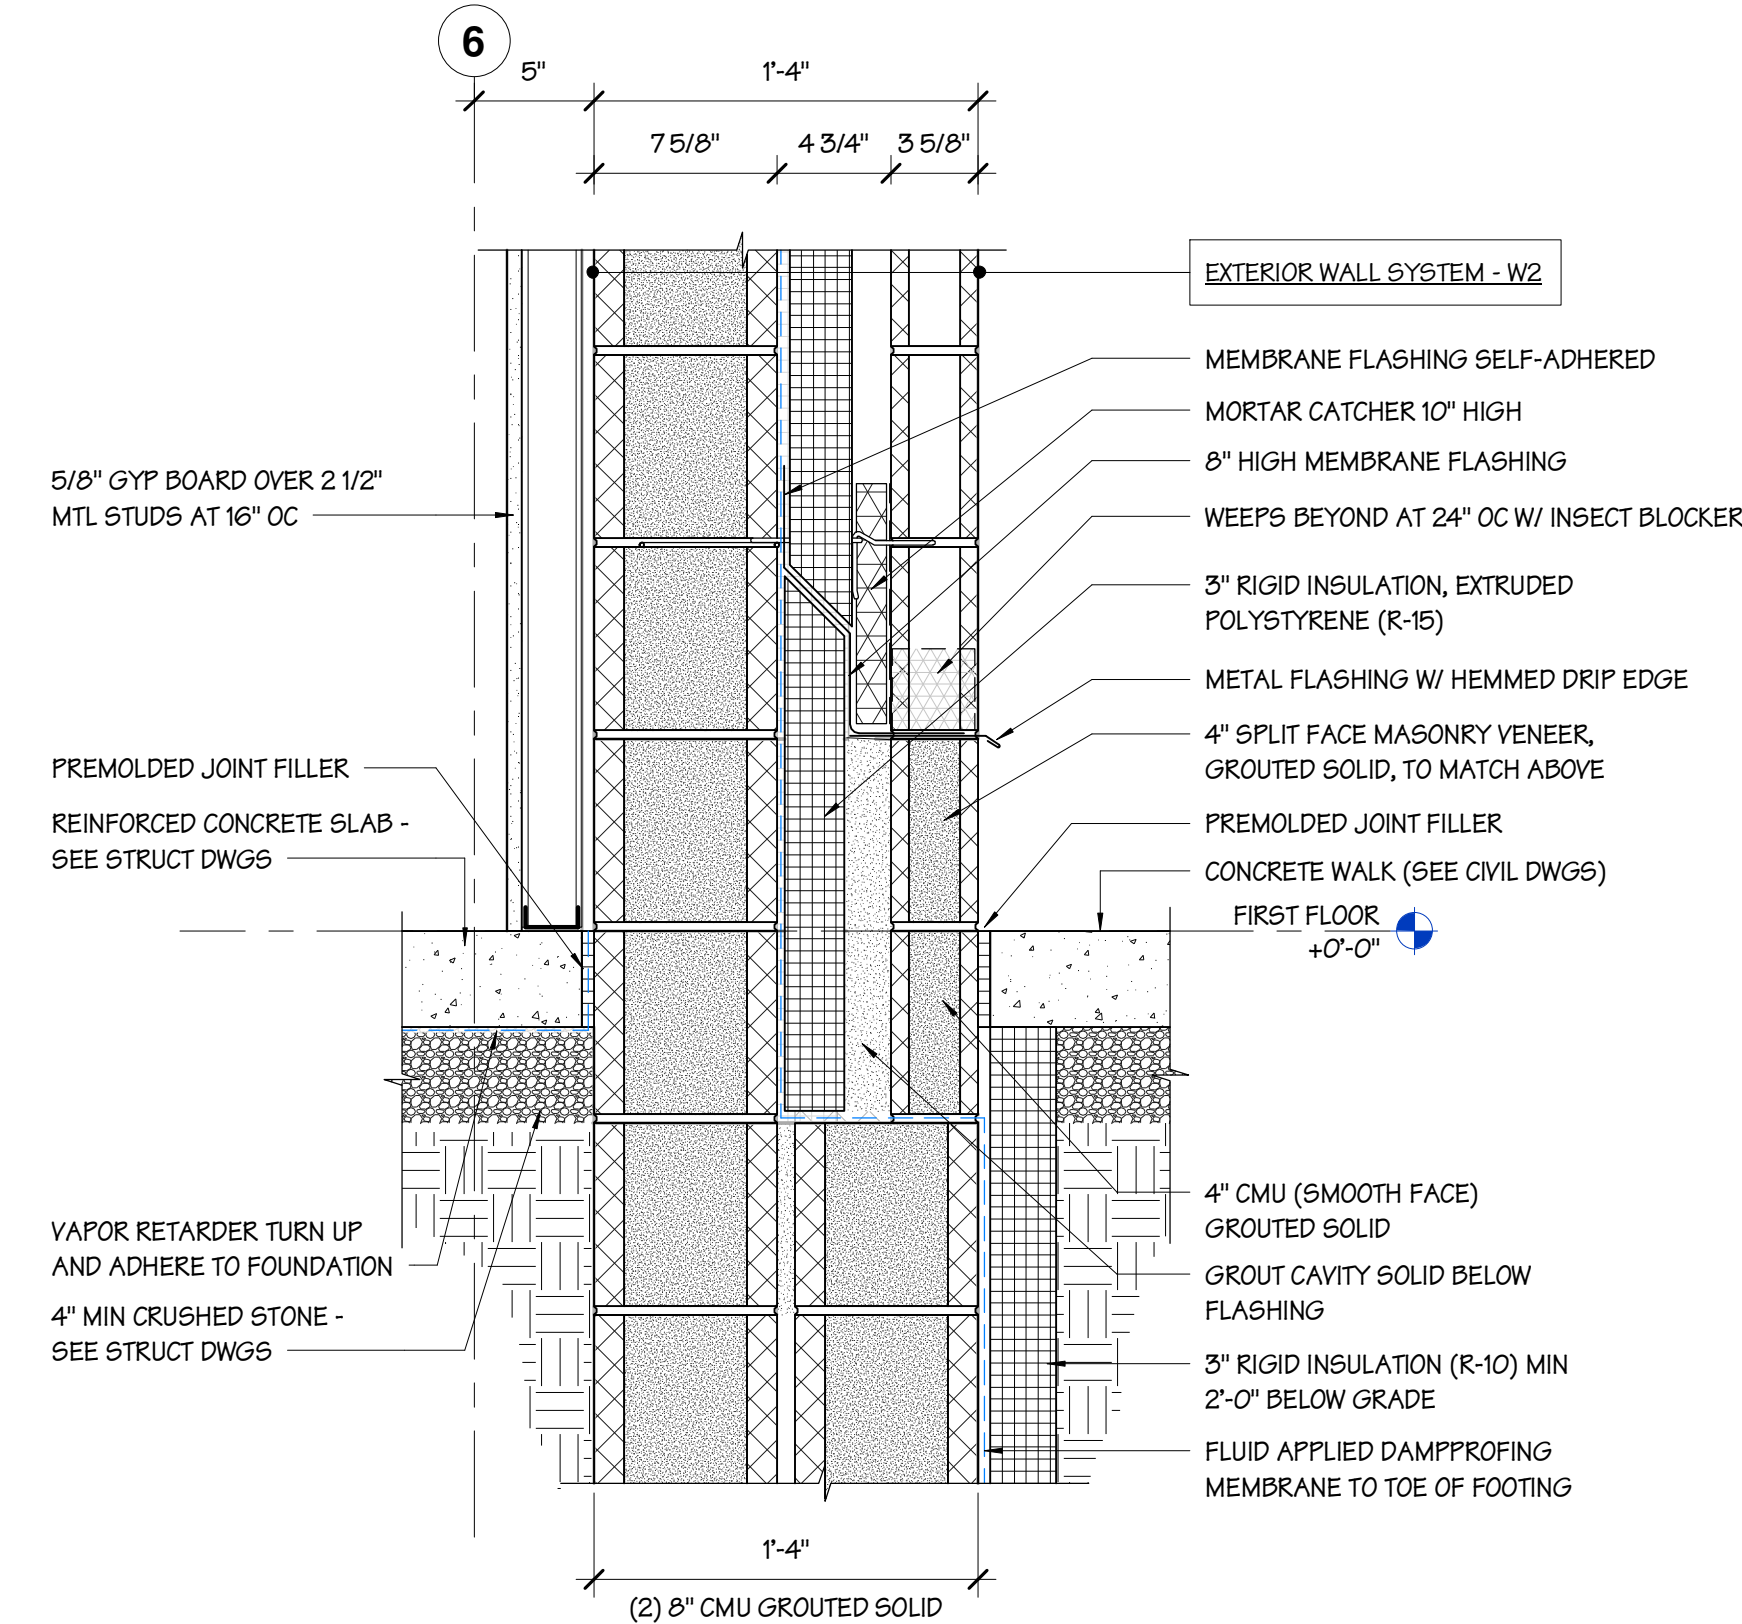 6
5"
1'-4"
7 5/8"
4 3/4"
3 5/8"
EXTERIOR WALL SYSTEM - W2
MEMBRANE FLASHING SELF-ADHERED
MORTAR CATCHER 10" HIGH
8" HIGH MEMBRANE FLASHING
WEEPS BEYOND AT 24" OC W/ INSECT BLOCKER
3" RIGID INSULATION, EXTRUDED
POLYSTYRENE (R-15)
METAL FLASHING W/ HEMMED DRIP EDGE
4" SPLIT FACE MASONRY VENEER,
GROUTED SOLID, TO MATCH ABOVE
PREMOLDED JOINT FILLER
CONCRETE WALK (SEE CIVIL DWGS)
FIRST FLOOR
+0'-0"
4" CMU (SMOOTH FACE)
GROUTED SOLID
GROUT CAVITY SOLID BELOW
FLASHING
3" RIGID INSULATION (R-10) MIN
2'-0" BELOW GRADE
FLUID APPLIED DAMPPROFING
MEMBRANE TO TOE OF FOOTING
5/8" GYP BOARD OVER 2 1/2"
MTL STUDS AT 16" OC
PREMOLDED JOINT FILLER
REINFORCED CONCRETE SLAB -
SEE STRUCT DWGS
VAPOR RETARDER TURN UP
AND ADHERE TO FOUNDATION
4" MIN CRUSHED STONE -
SEE STRUCT DWGS
1'-4"
(2) 8" CMU GROUTED SOLID